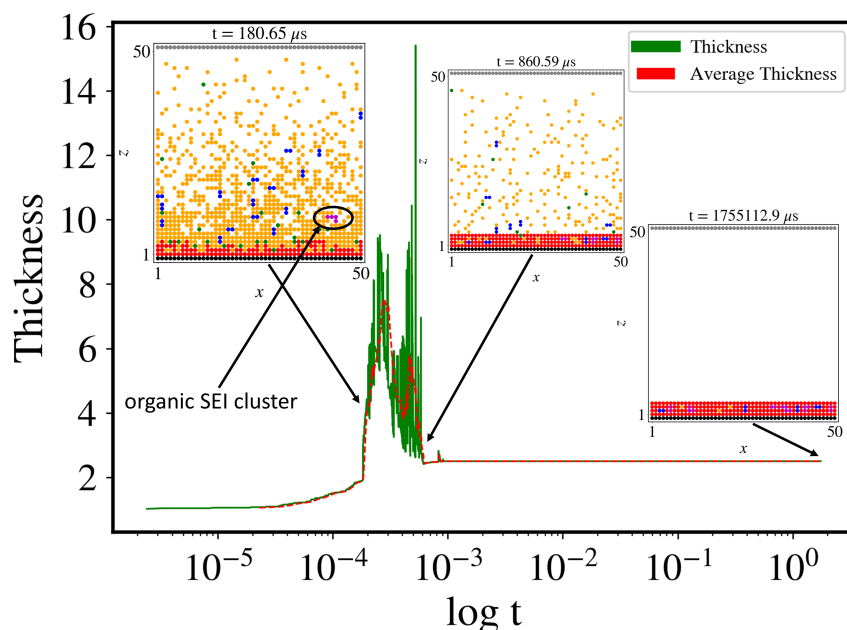 t = 180.65 μs
50
z
1
1
50
x
t = 860.59 μs
50
z
1
1
50
x
t = 1755112.9 μs
50
z
1
1
50
x
Thickness
Average Thickness
organic SEI cluster
Thickness
16
14
12
10
8
6
4
2
10⁻⁵
10⁻⁴
10⁻³
10⁻²
10⁻¹
10⁰
log t